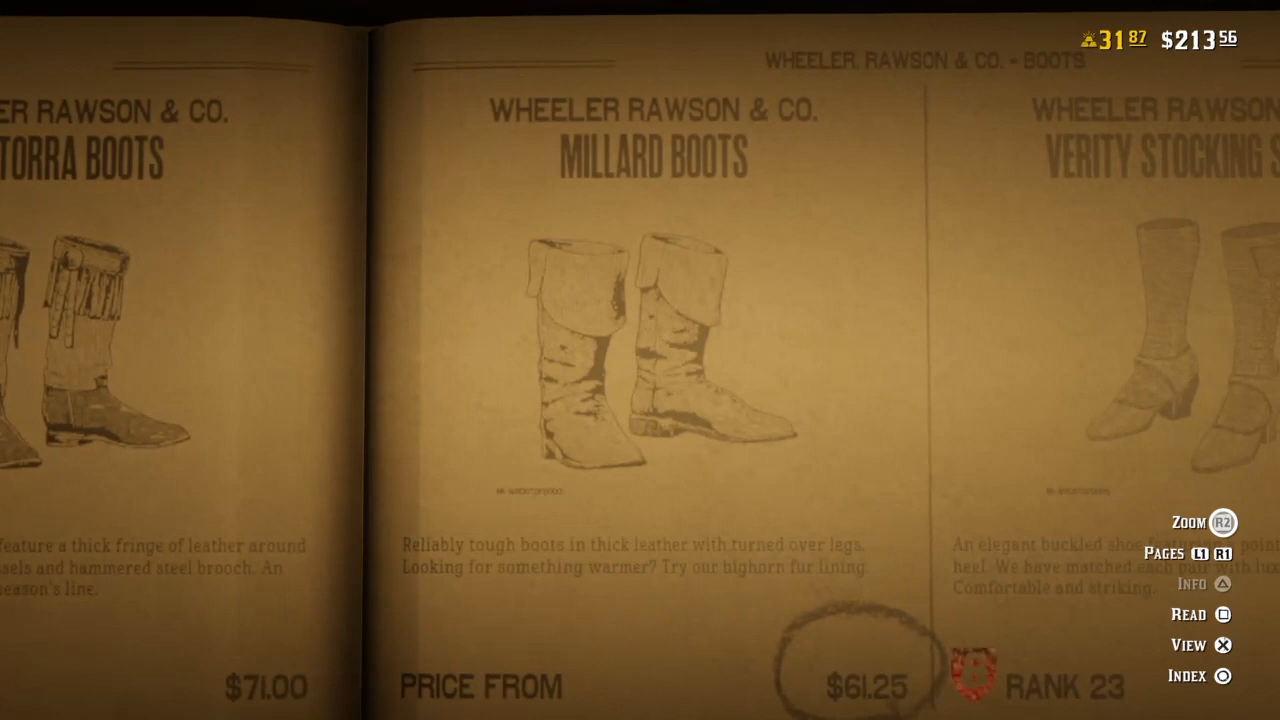 31 87 $213 56
WHEELER, RAWSON & CO. - BOOTS
ER RAWSON & CO.
TORRA BOOTS
feature a thick fringe of leather around
sels and hammered steel brooch. An
eason's line.
$71.00
WHEELER RAWSON & CO.
MILLARD BOOTS
Reliably tough boots in thick leather with turned over legs.
Looking for something warmer? Try our bighorn fur lining.
PRICE FROM $61.25
WHEELER RAWSON
VERITY STOCKING S
An elegant buckled shoe featuring a point
heel. We have matched each pair with lux
Comfortable and striking.
R RANK 23
ZOOM R2
PAGES L1 R1
INFO
READ
VIEW
INDEX